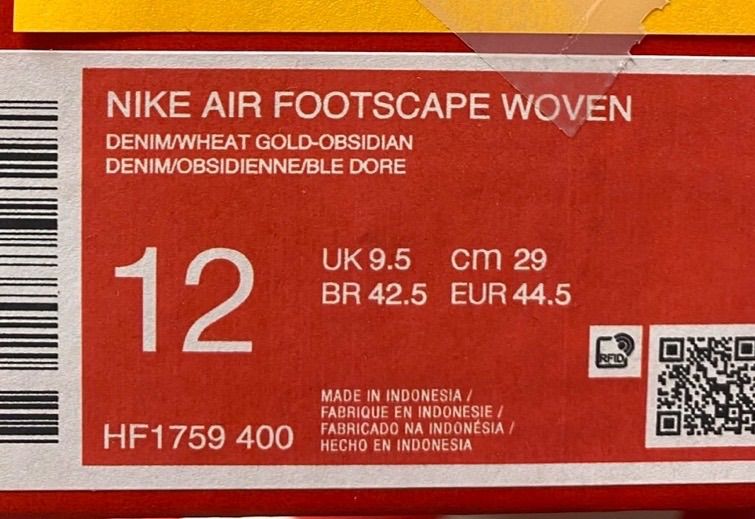 NIKE AIR FOOTSCAPE WOVEN
DENIM/WHEAT GOLD-OBSIDIAN
DENIM/OBSIDIENNE/BLE DORE
12
UK 9.5 cm 29
BR 42.5 EUR 44.5
RFID
MADE IN INDONESIA /
FABRIQUE EN INDONESIE /
FABRICADO NA INDONÉSIA /
HECHO EN INDONESIA
HF1759 400